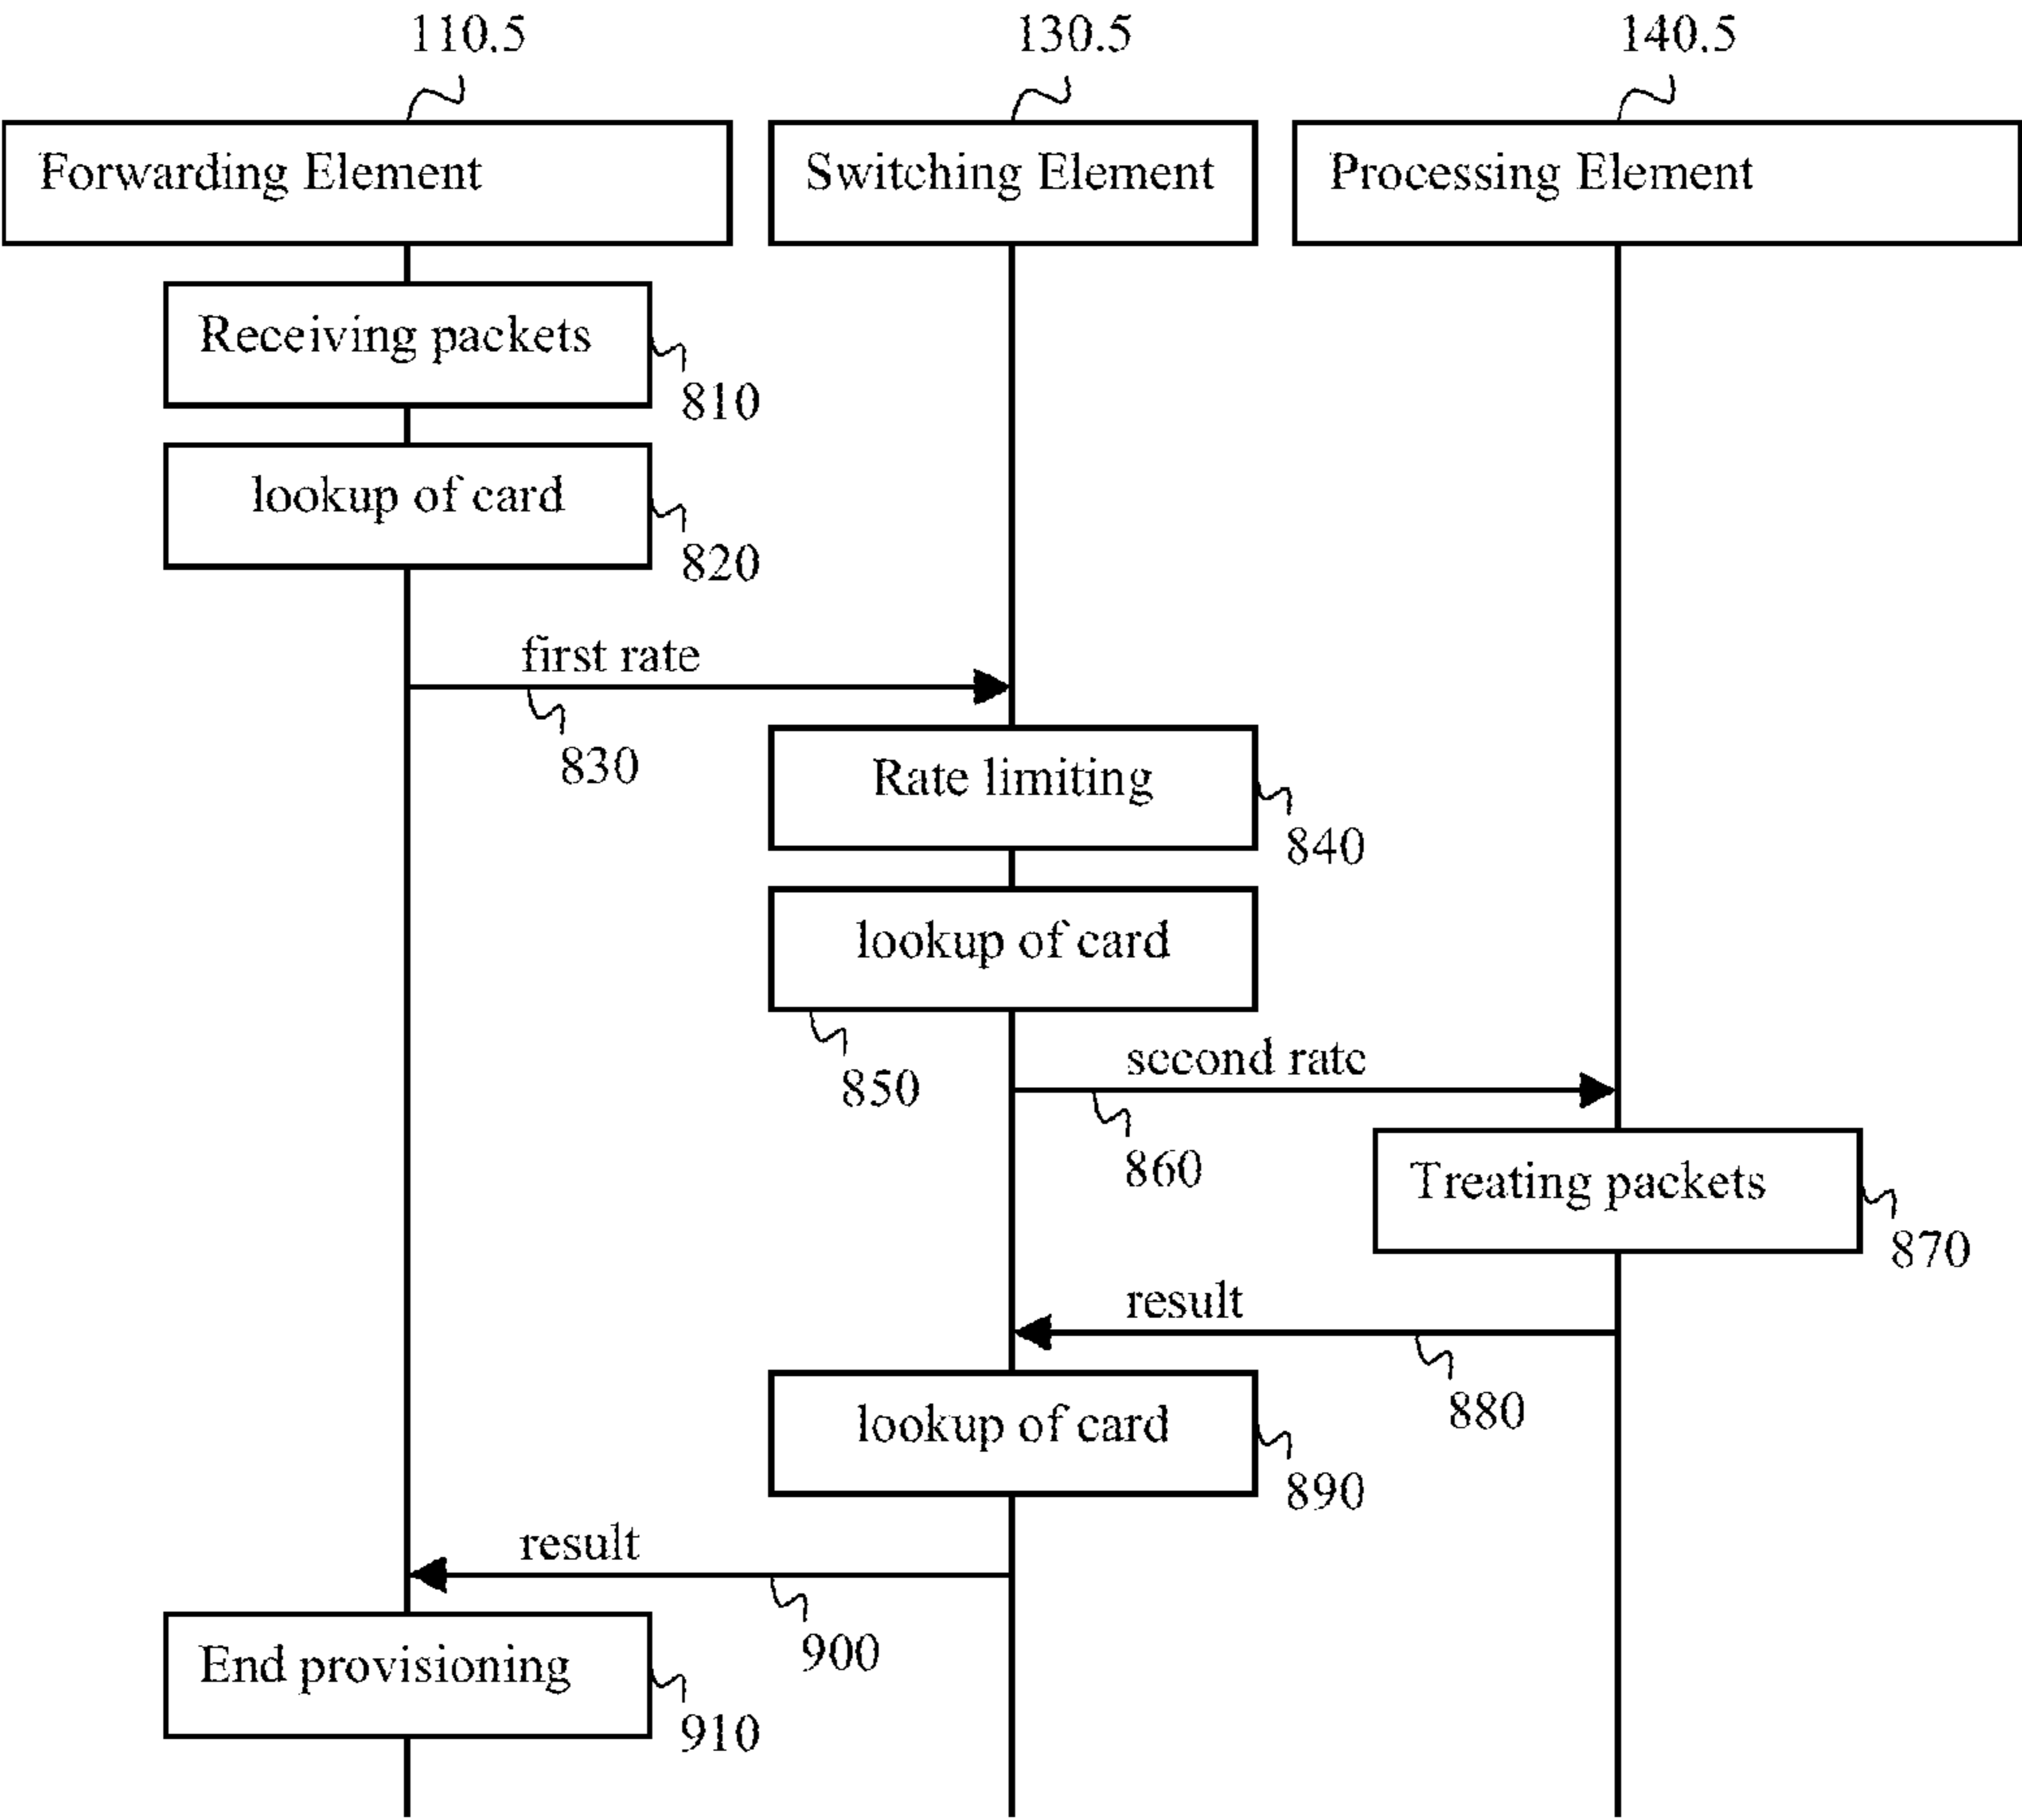 110.5
130.5
140.5
Forwarding Element
Switching Element
Processing Element
Receiving packets
810
lookup of card
820
first rate
830
Rate limiting
840
lookup of card
850
second rate
860
Treating packets
870
result
880
lookup of card
890
result
900
End provisioning
910